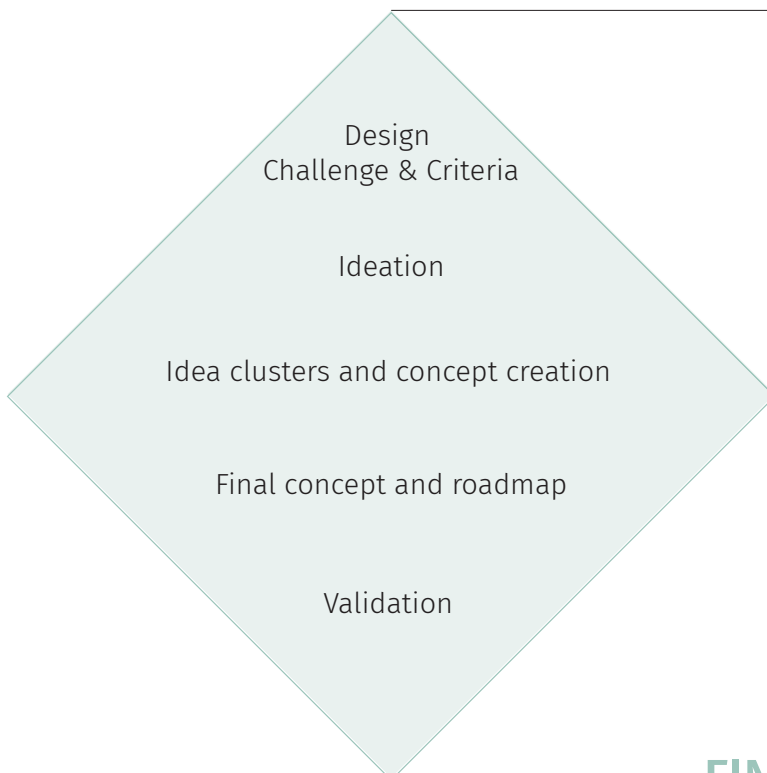 Design
Challenge & Criteria
Ideation
Idea clusters and concept creation
Final concept and roadmap
Validation